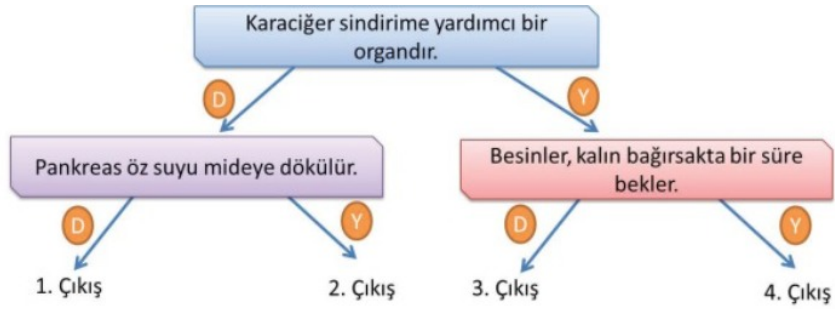 Karaciğer sindirime yardımcı bir
organdır.
D
Y
Pankreas öz suyu mideye dökülür.
Besinler, kalın bağırsakta bir süre
bekler.
D
Y
D
Y
1. Çıkış
2. Çıkış
3. Çıkış
4. Çıkış